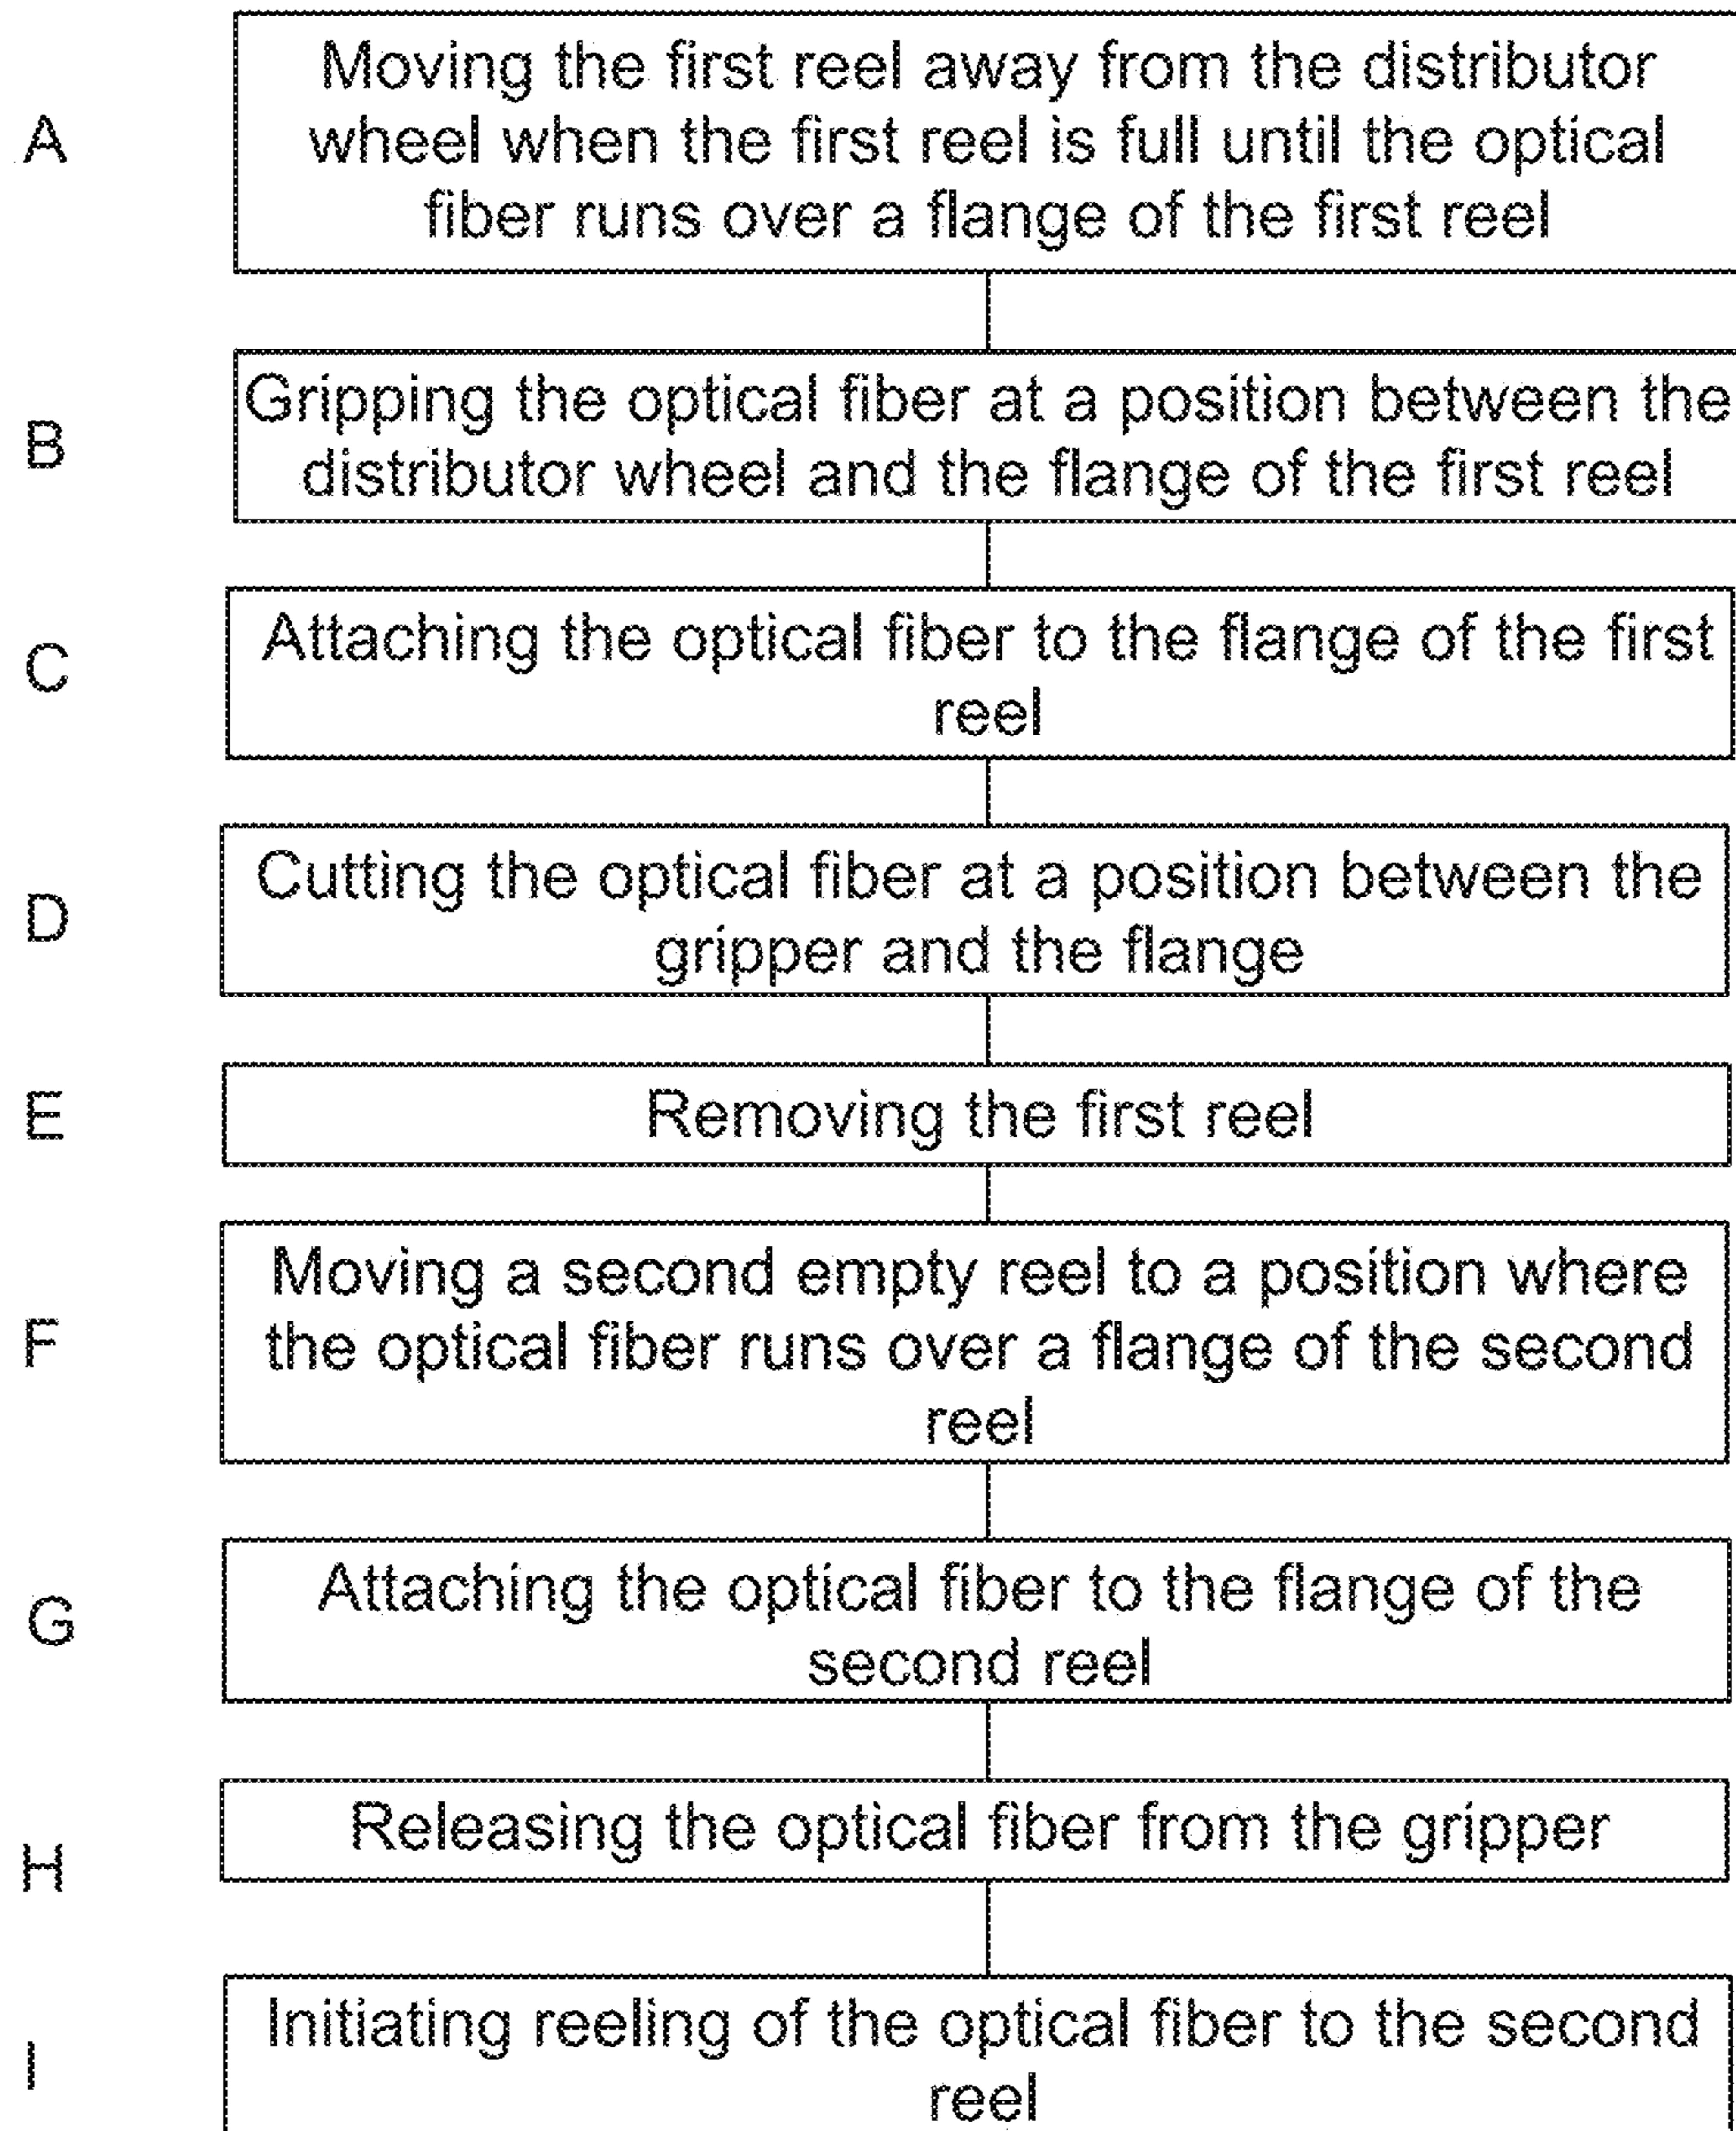 A
Moving the first reel away from the distributor
wheel when the first reel is full until the optical
fiber runs over a flange of the first reel
B
Gripping the optical fiber at a position between the
distributor wheel and the flange of the first reel
C
Attaching the optical fiber to the flange of the first
reel
D
Cutting the optical fiber at a position between the
gripper and the flange
E
Removing the first reel
F
Moving a second empty reel to a position where
the optical fiber runs over a flange of the second
reel
G
Attaching the optical fiber to the flange of the
second reel
H
Releasing the optical fiber from the gripper
I
Initiating reeling of the optical fiber to the second
reel